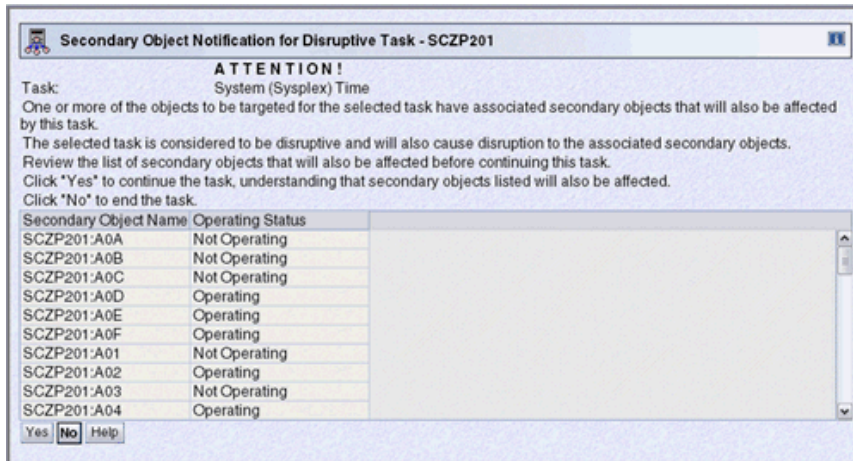 Secondary Object Notification for Disruptive Task - SCZP201
ATTENTION!
Task: System (Sysplex) Time
One or more of the objects to be targeted for the selected task have associated secondary objects that will also be affected
by this task.
The selected task is considered to be disruptive and will also cause disruption to the associated secondary objects.
Review the list of secondary objects that will also be affected before continuing this task.
Click "Yes" to continue the task, understanding that secondary objects listed will also be affected.
Click "No" to end the task.
Secondary Object Name Operating Status
SCZP201:A0A Not Operating
SCZP201:A0B Not Operating
SCZP201:A0C Not Operating
SCZP201:A0D Operating
SCZP201:A0E Operating
SCZP201:A0F Operating
SCZP201:A01 Not Operating
SCZP201:A02 Operating
SCZP201:A03 Not Operating
SCZP201:A04 Operating
Yes No Help